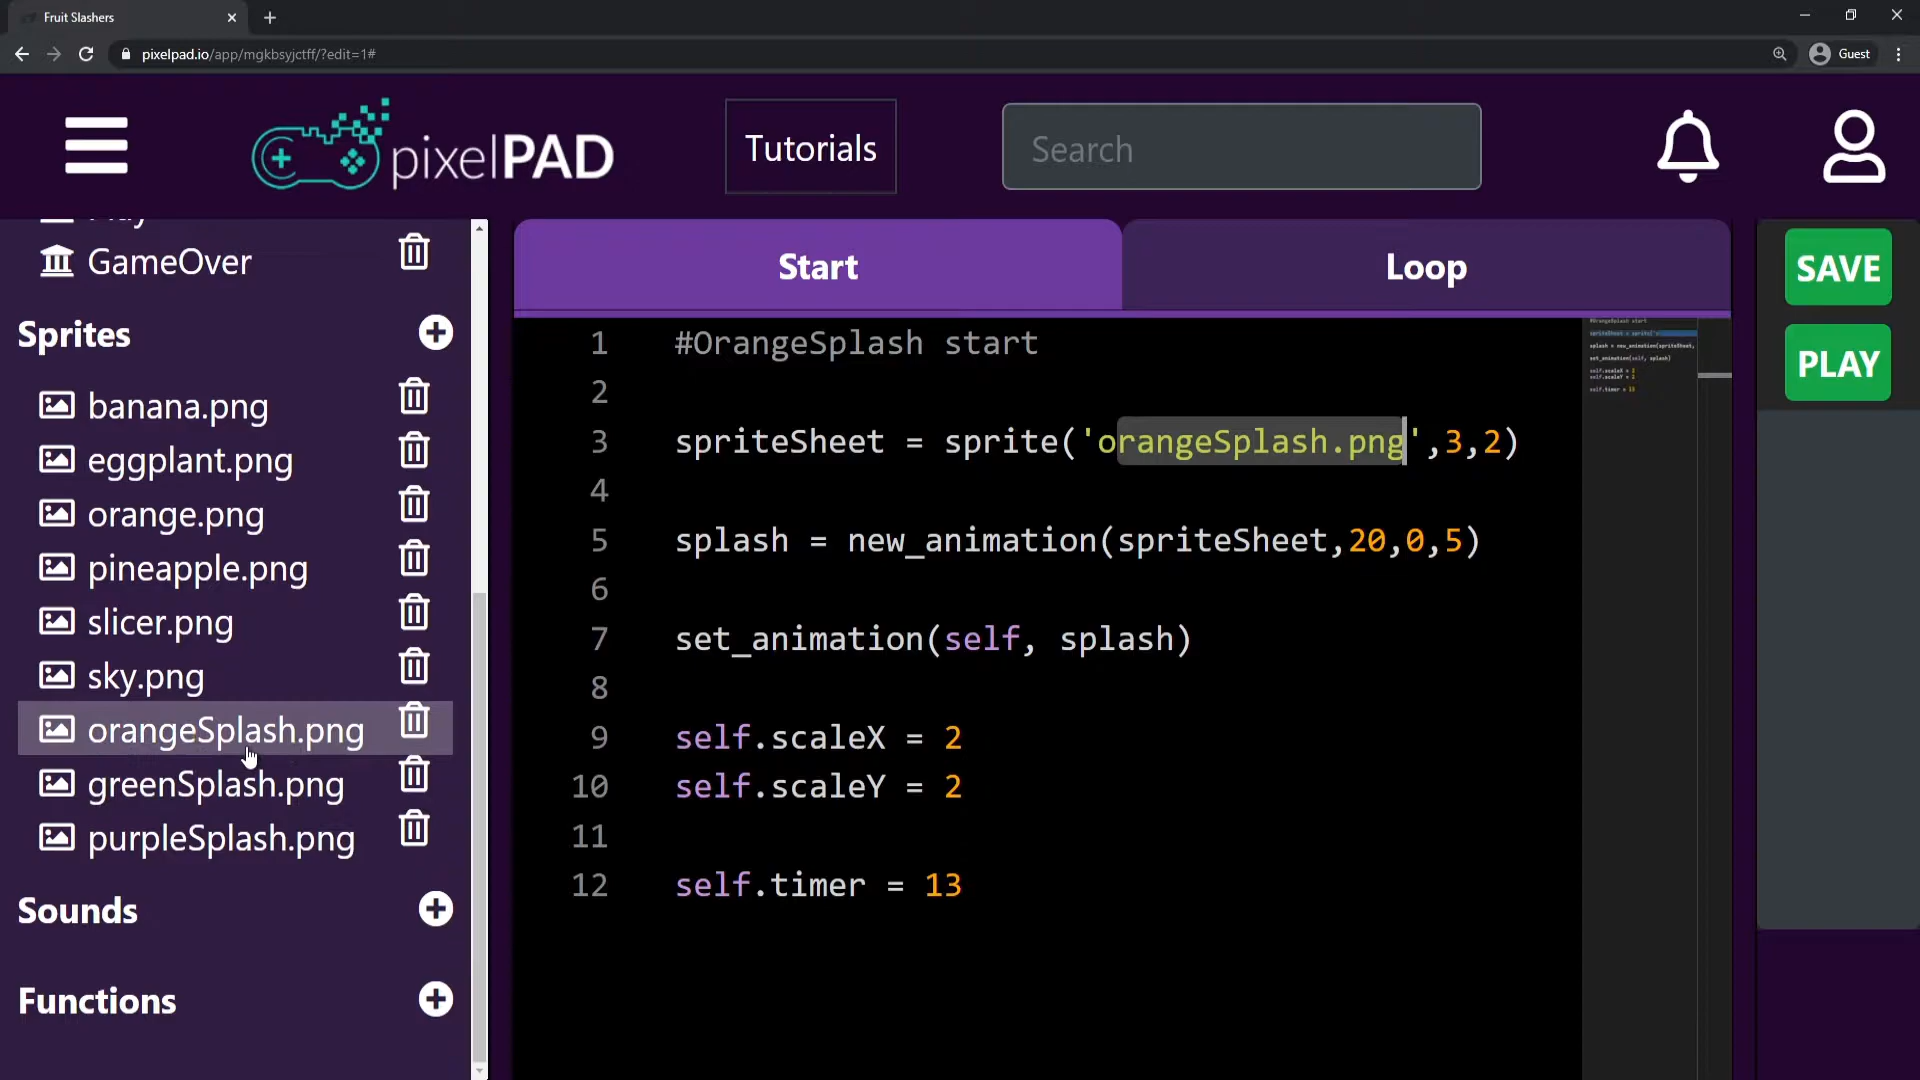 Fruit Slashers
pixelpad.io/app/mgkbsyjctff/?edit=1#
Guest
pixelPAD
Tutorials
Search
GameOver
Sprites
banana.png
eggplant.png
orange.png
pineapple.png
slicer.png
sky.png
orangeSplash.png
greenSplash.png
purpleSplash.png
Sounds
Functions
Start
Loop
1 #OrangeSplash start
2
3 spriteSheet = sprite('orangeSplash.png',3,2)
4
5 splash = new_animation(spriteSheet,20,0,5)
6
7 set_animation(self, splash)
8
9 self.scaleX = 2
10 self.scaleY = 2
11
12 self.timer = 13
SAVE
PLAY